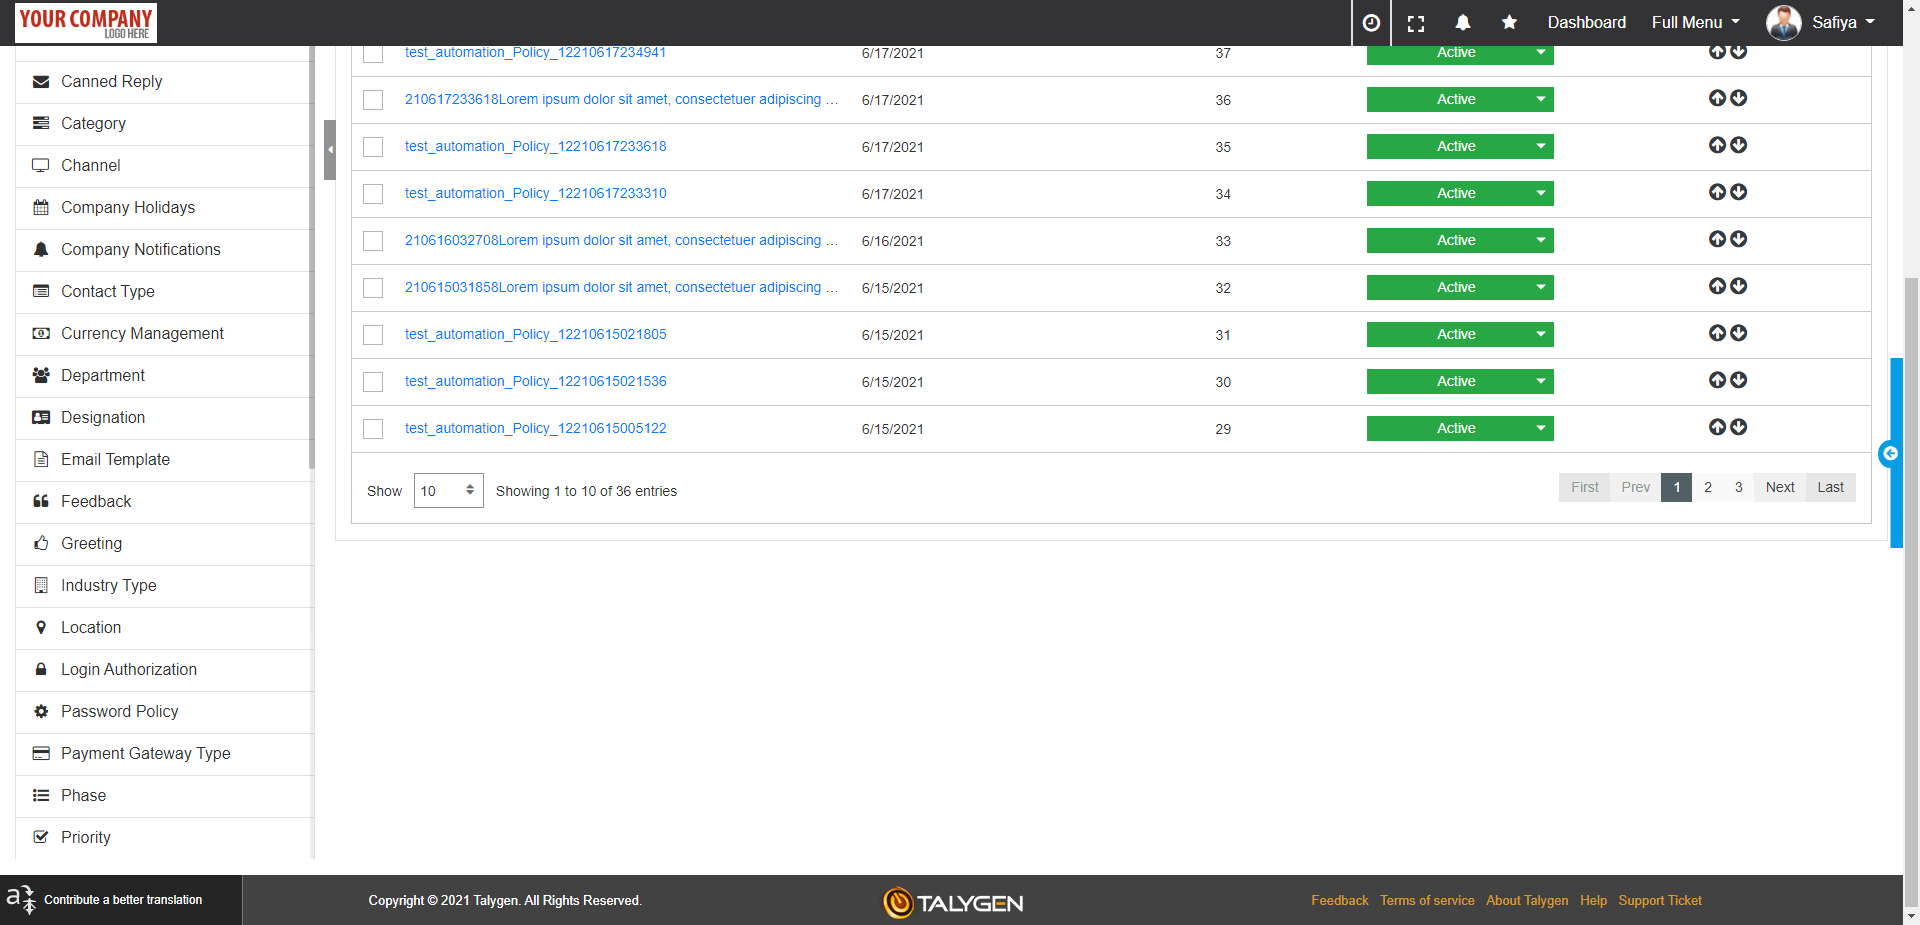 YOUR COMPANY
LOGO HERE
Dashboard Full Menu Safiya
Canned Reply
Category
Channel
Company Holidays
Company Notifications
Contact Type
Currency Management
Department
Designation
Email Template
Feedback
Greeting
Industry Type
Location
Login Authorization
Password Policy
Payment Gateway Type
Phase
Priority
test_automation_Policy_12210617234941 6/17/2021 37 Active
210617233618Lorem ipsum dolor sit amet, consectetuer adipiscing ... 6/17/2021 36 Active
test_automation_Policy_12210617233618 6/17/2021 35 Active
test_automation_Policy_12210617233310 6/17/2021 34 Active
210616032708Lorem ipsum dolor sit amet, consectetuer adipiscing ... 6/16/2021 33 Active
210615031858Lorem ipsum dolor sit amet, consectetuer adipiscing ... 6/15/2021 32 Active
test_automation_Policy_12210615021805 6/15/2021 31 Active
test_automation_Policy_12210615021536 6/15/2021 30 Active
test_automation_Policy_12210615005122 6/15/2021 29 Active
Show 10 Showing 1 to 10 of 36 entries First Prev 1 2 3 Next Last
Contribute a better translation
Copyright © 2021 Talygen. All Rights Reserved.
TALYGEN
Feedback Terms of service About Talygen Help Support Ticket